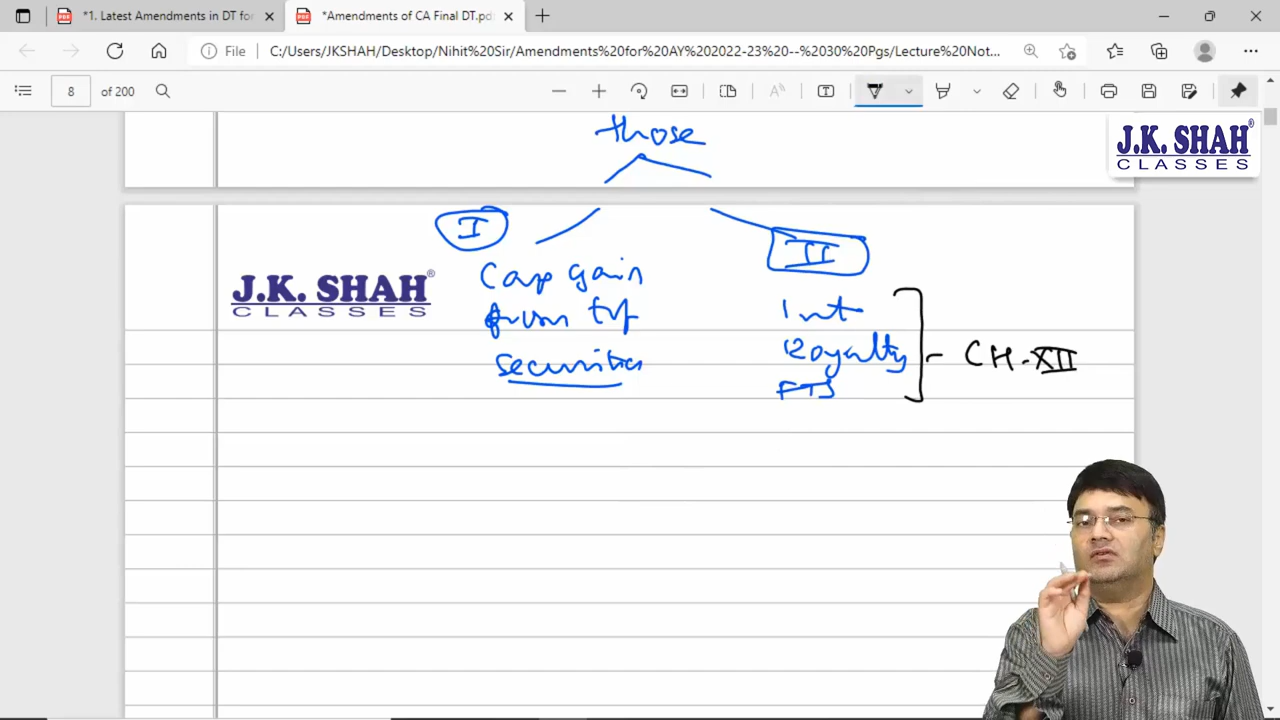 *1. Latest Amendments in DT for
*Amendments of CA Final DT.pd
File
C:/Users/JKSHAH/Desktop/Nihit%20Sir/Amendments%20for%20AY%202022-23%20--%2030%20Pgs/Lecture%20Not...
8 of 200
those
J.K. SHAH®
CLASSES
I
II
J.K. SHAH®
CLASSES
Cap gain
from trf
securities
Int
Royalty
FTS
CH-XII